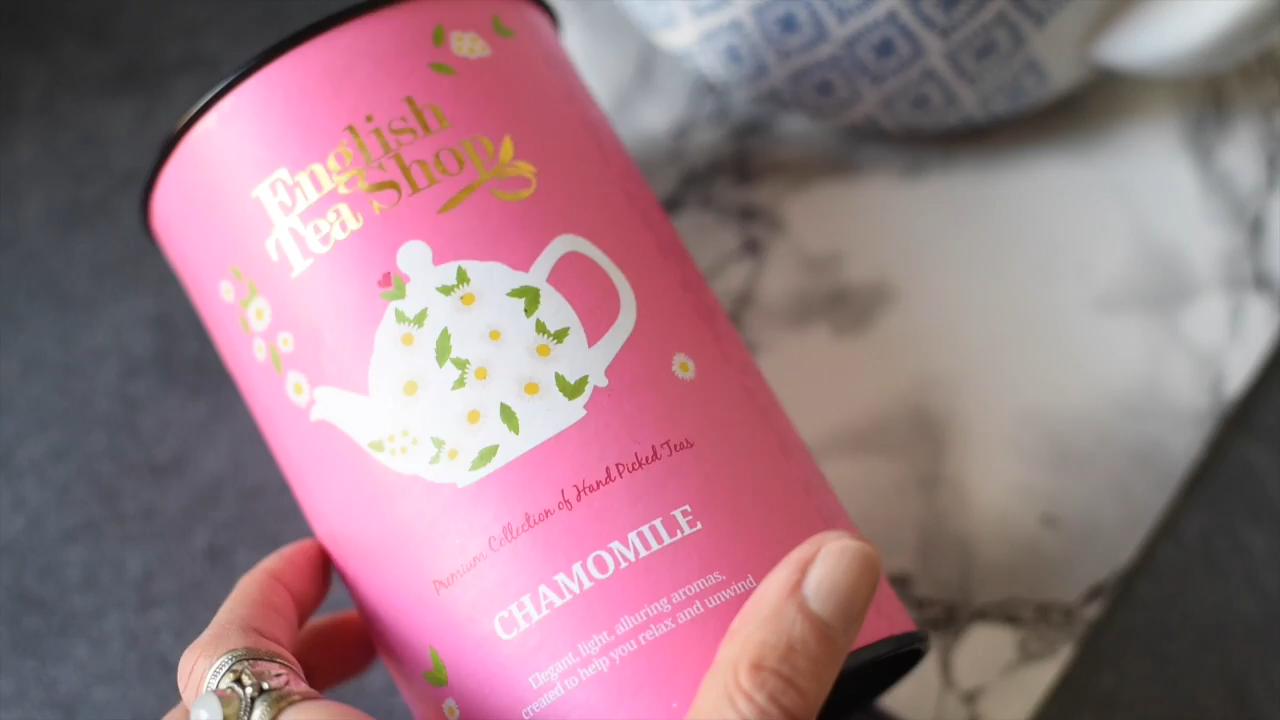 English
Tea Shop
Premium Collection of Hand Picked Teas
CHAMOMILE
Elegant, light, alluring aromas,
created to help you relax and unwind